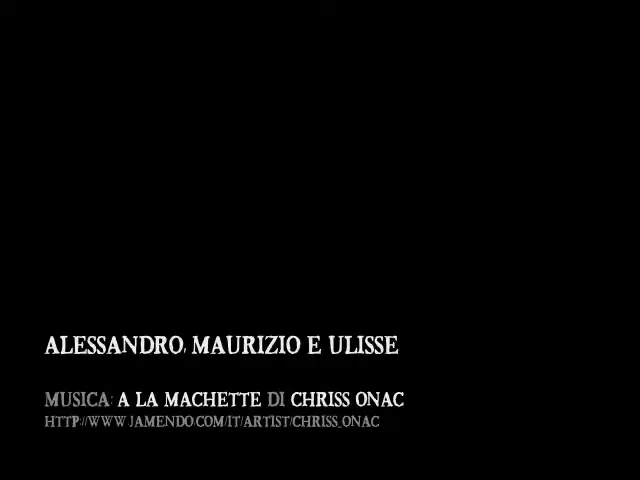 ALESSANDRO, MAURIZIO E ULISSE
MUSICA: A LA MACHETTE DI CHRISS ONAC
HTTP://WWW.JAMENDO.COM/IT/ARTIST/CHRISS_ONAC